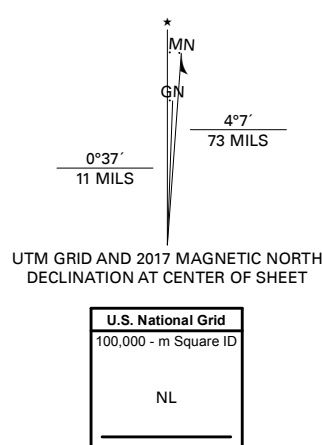 ★
MN
GN
4°7´
73 MILS
0°37´
11 MILS
UTM GRID AND 2017 MAGNETIC NORTH
DECLINATION AT CENTER OF SHEET
U.S. National Grid
100,000 - m Square ID
NL